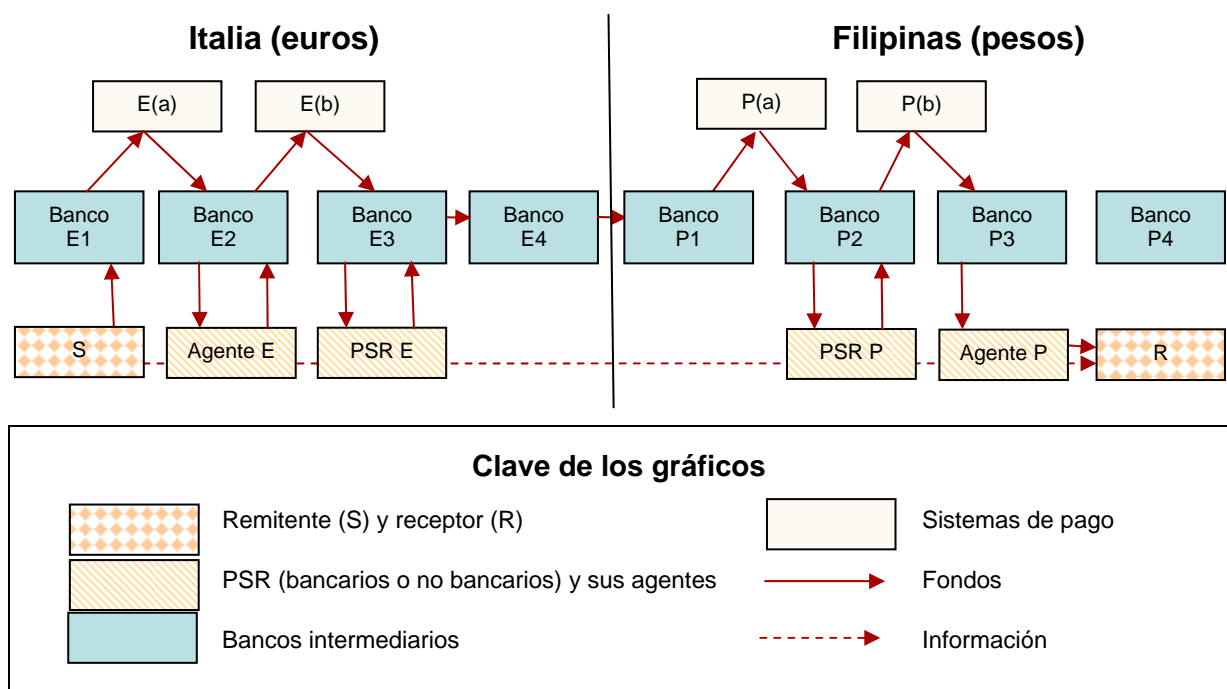 Italia (euros)
Filipinas (pesos)
E(a)
E(b)
P(a)
P(b)
Banco
E1
Banco
E2
Banco
E3
Banco
E4
Banco
P1
Banco
P2
Banco
P3
Banco
P4
S
Agente E
PSR E
PSR P
Agente P
R
Clave de los gráficos
Remitente (S) y receptor (R)
Sistemas de pago
PSR (bancarios o no bancarios) y sus agentes
Fondos
Bancos intermediarios
Información